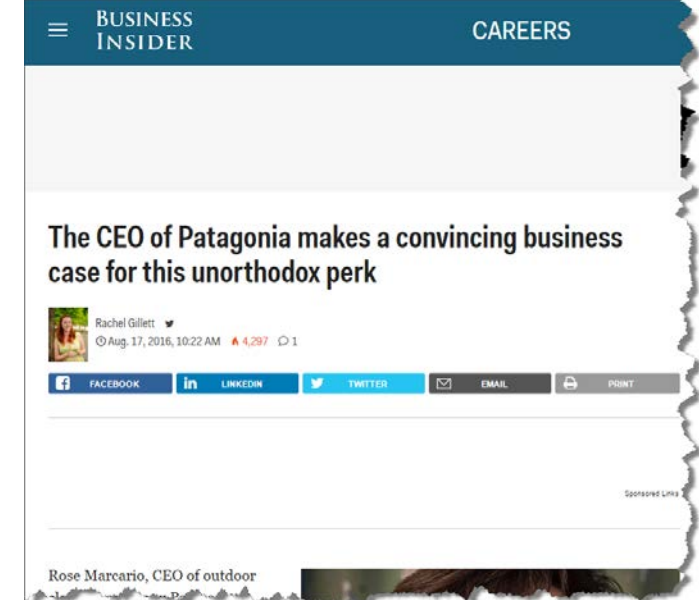 BUSINESS
INSIDER
CAREERS
The CEO of Patagonia makes a convincing business
case for this unorthodox perk
Rachel Gillett
Aug. 17, 2016, 10:22 AM 4,297 1
FACEBOOK LINKEDIN TWITTER EMAIL PRINT
Sponsored Links
Rose Marcario, CEO of outdoor